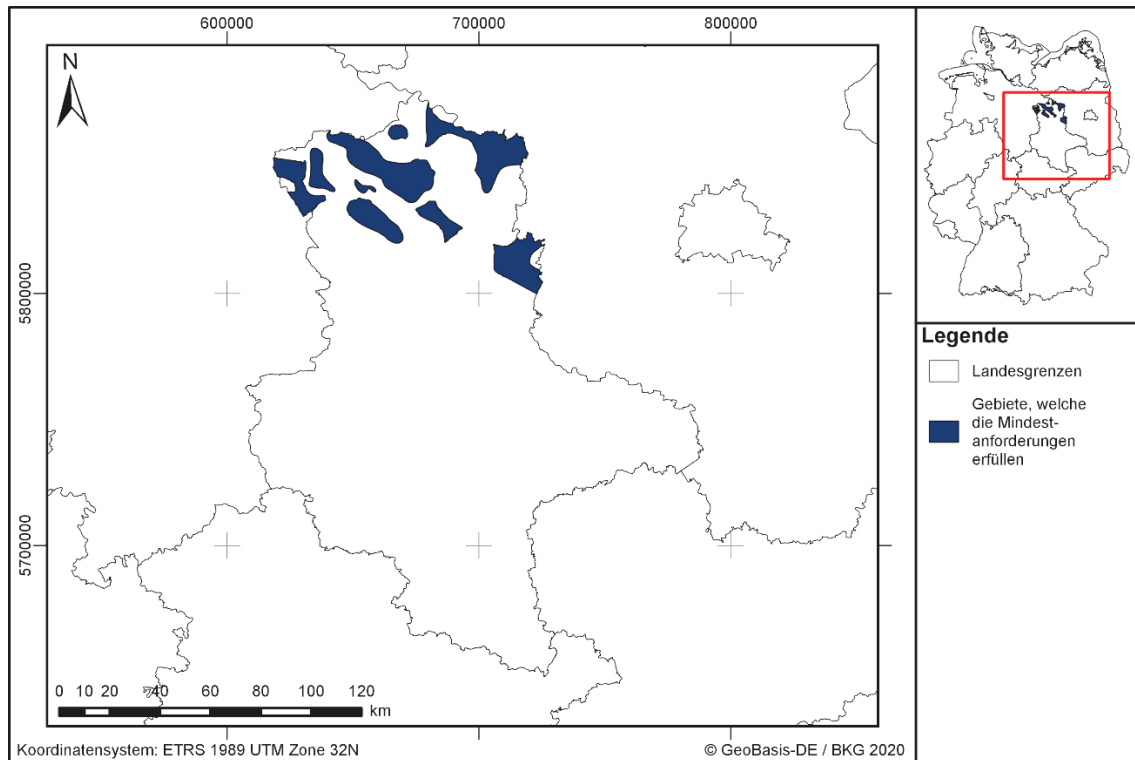 600000 700000 800000
N
5800000
5700000
0 10 20 40 60 80 100 120
km
Koordinatensystem: ETRS 1989 UTM Zone 32N
© GeoBasis-DE / BKG 2020
Legende
Landesgrenzen
Gebiete, welche
die Mindest-
anforderungen
erfüllen